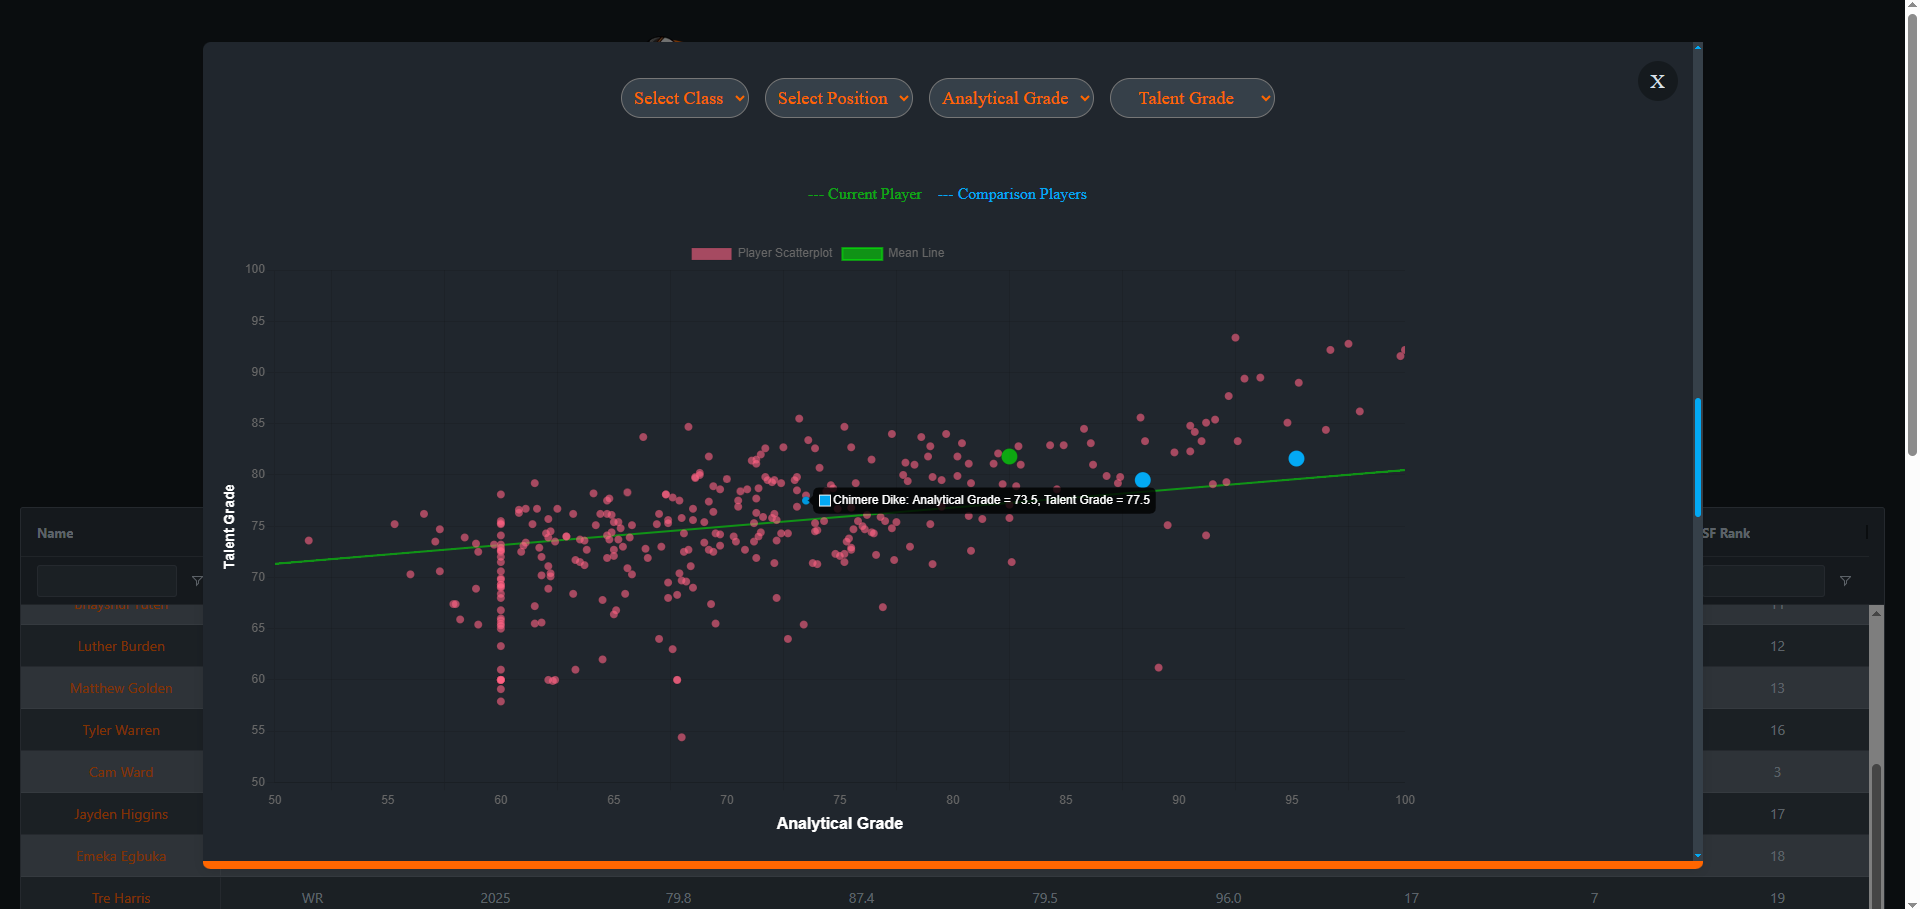 X
Select Class
Select Position
Analytical Grade
Talent Grade
--- Current Player --- Comparison Players
Player Scatterplot
Mean Line
100
95
90
85
80
75
70
65
60
55
50
Talent Grade
Chimere Dike: Analytical Grade = 73.5, Talent Grade = 77.5
50 55 60 65 70 75 80 85 90 95 100
Analytical Grade
Name
SF Rank
11
Luther Burden 12
Matthew Golden 13
Tyler Warren 16
Cam Ward 3
Jayden Higgins 17
Emeka Egbuka 18
Tre Harris WR 2025 79.8 87.4 79.5 96.0 17 7 19